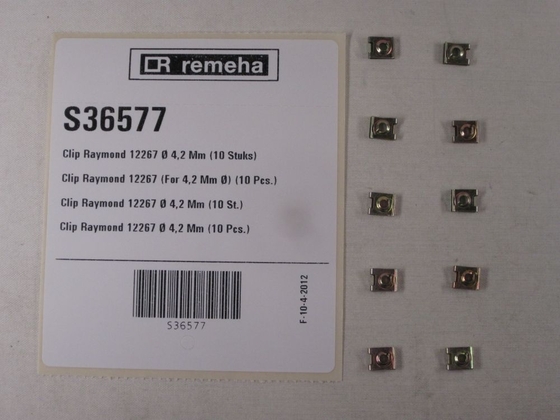 remeha
S36577
Clip Raymond 12267 Ø 4,2 Mm (10 Stuks)
Clip Raymond 12267 (For 4,2 Mm Ø) (10 Pcs.)
Clip Raymond 12267 Ø 4,2 Mm (10 St.)
Clip Raymond 12267 Ø 4,2 Mm (10 Pcs.)
S36577
F-10-4-2012